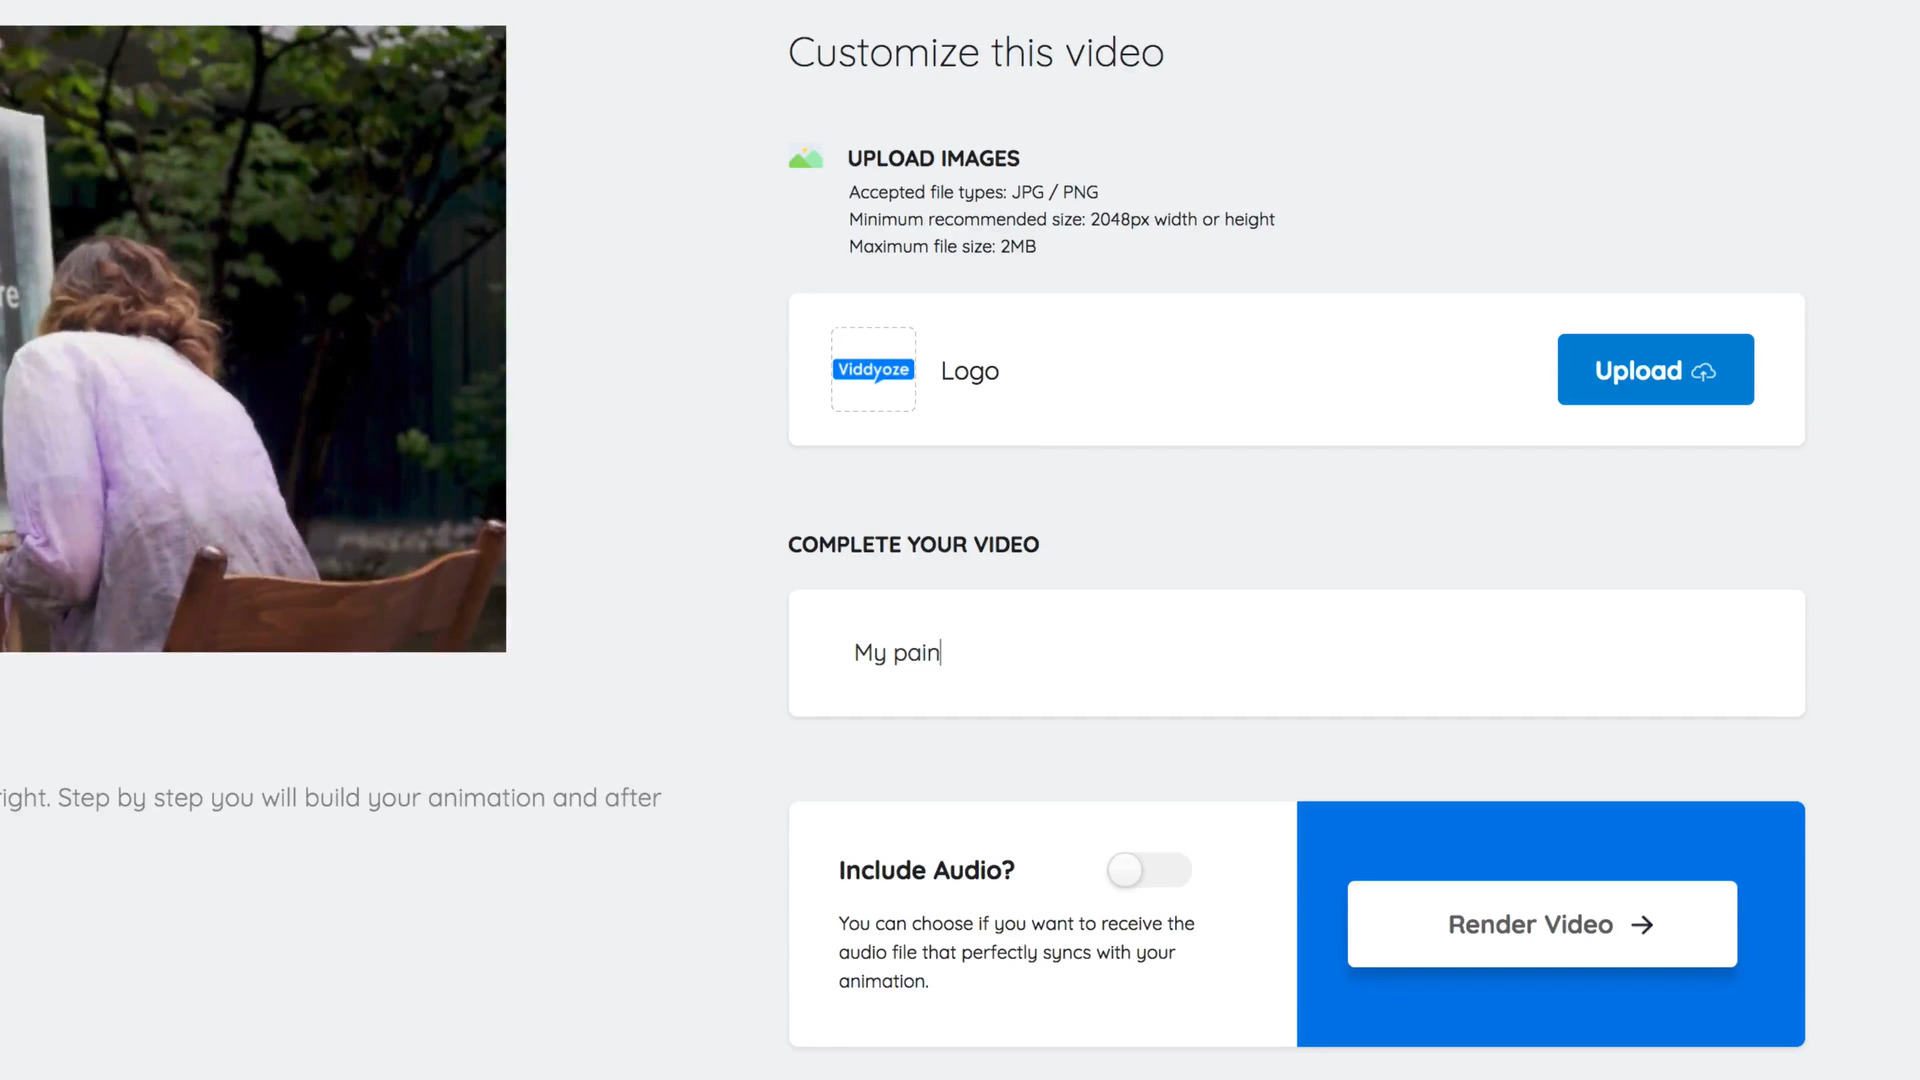 Customize this video
UPLOAD IMAGES
Accepted file types: JPG / PNG
Minimum recommended size: 2048px width or height
Maximum file size: 2MB
re
Viddyoze
Logo
Upload
COMPLETE YOUR VIDEO
My pain
right. Step by step you will build your animation and after
Include Audio?
You can choose if you want to receive the
audio file that perfectly syncs with your
animation.
Render Video →